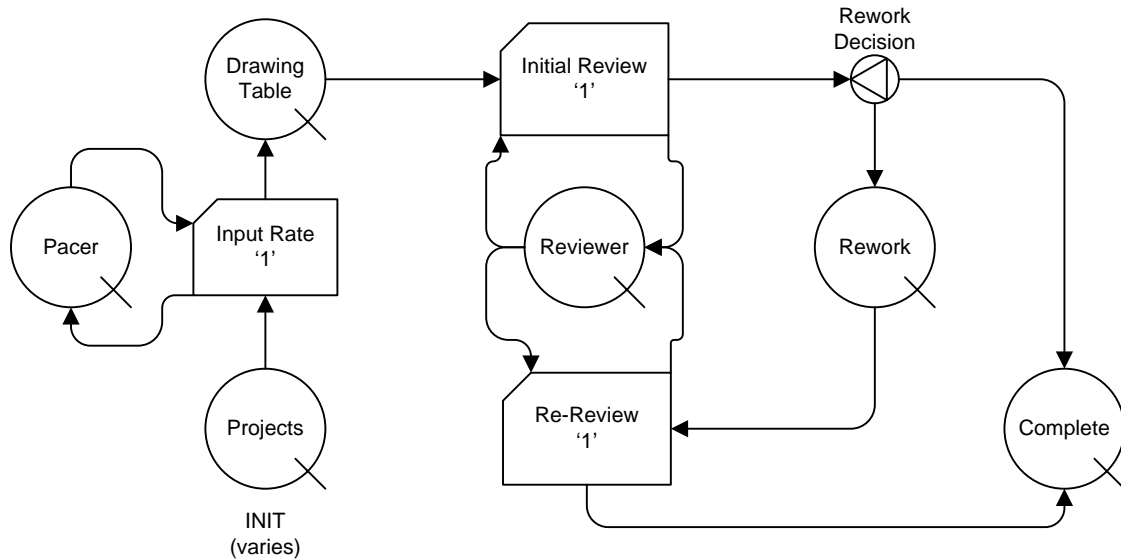 Rework
Decision
Drawing
Table
Initial Review
‘1’
Pacer
Input Rate
‘1’
Reviewer
Rework
Projects
Re-Review
‘1’
Complete
INIT
(varies)